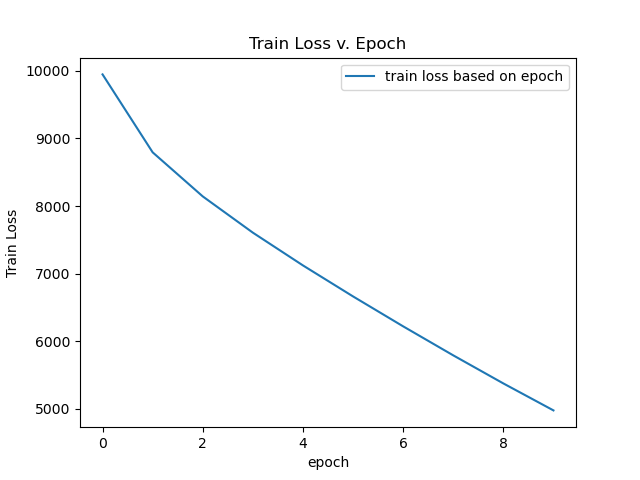 Train Loss v. Epoch
train loss based on epoch
10000
9000
8000
7000
6000
5000
Train Loss
0 2 4 6 8
epoch